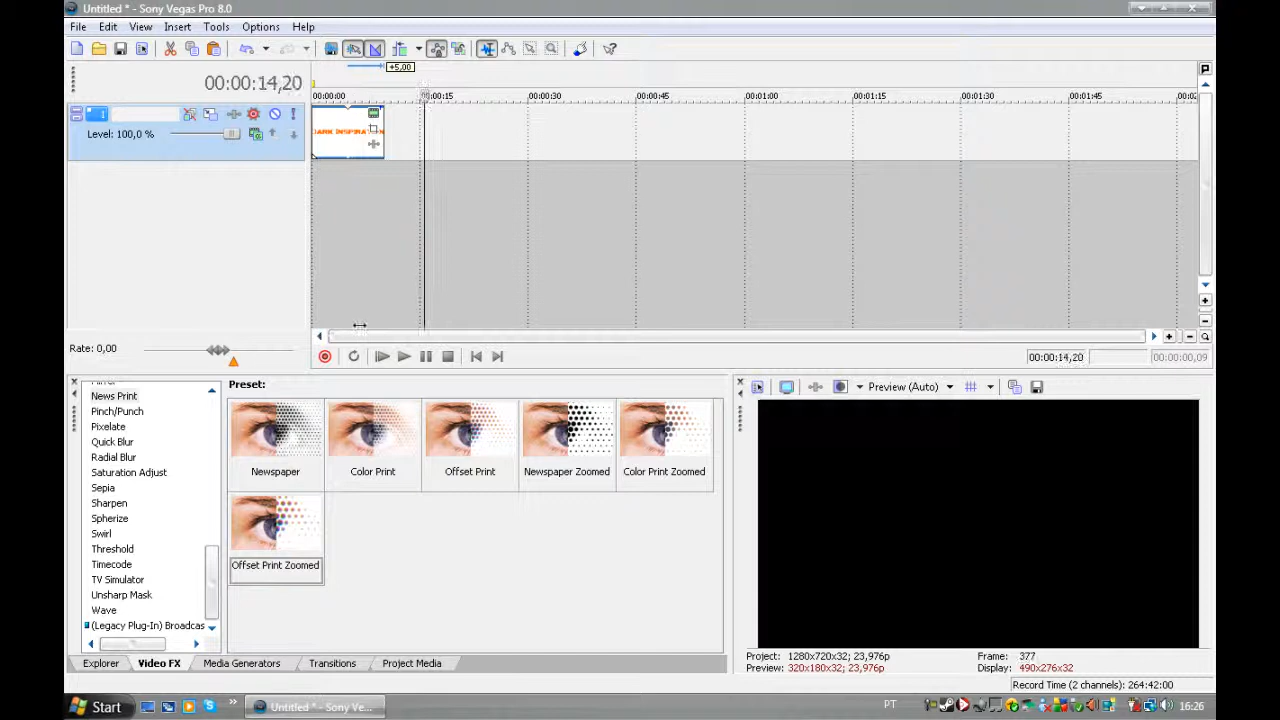 Untitled * - Sony Vegas Pro 8.0
File Edit View Insert Tools Options Help
+5,00
00:00:14,20
00:00:00 00:00:15 00:00:30 00:00:45 00:01:00 00:01:15 00:01:30 00:01:45
1
Level: 100,0 %
DARK INSPIRATION
Rate: 0,00
00:00:14,20 00:00:00,09
News Print
Pinch/Punch
Pixelate
Quick Blur
Radial Blur
Saturation Adjust
Sepia
Sharpen
Spherize
Swirl
Threshold
Timecode
TV Simulator
Unsharp Mask
Wave
(Legacy Plug-In) Broadcas
Preset:
Newspaper Color Print Offset Print Newspaper Zoomed Color Print Zoomed
Offset Print Zoomed
Explorer Video FX Media Generators Transitions Project Media
Preview (Auto)
Project: 1280x720x32; 23,976p Frame: 377
Preview: 320x180x32; 23,976p Display: 490x276x32
Record Time (2 channels): 264:42:00
Start Untitled * - Sony Ve... PT 16:26